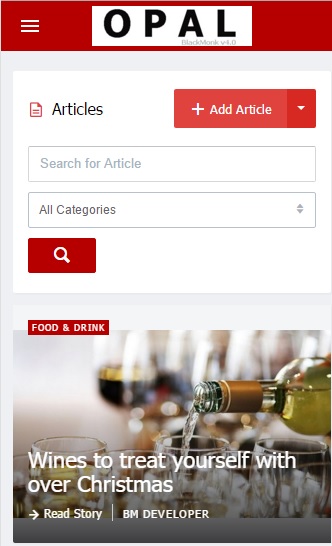 OPAL
BlackMonk v4.0
Articles
Add Article
Search for Article
All Categories
FOOD & DRINK
Wines to treat yourself with
over Christmas
Read Story
BM DEVELOPER